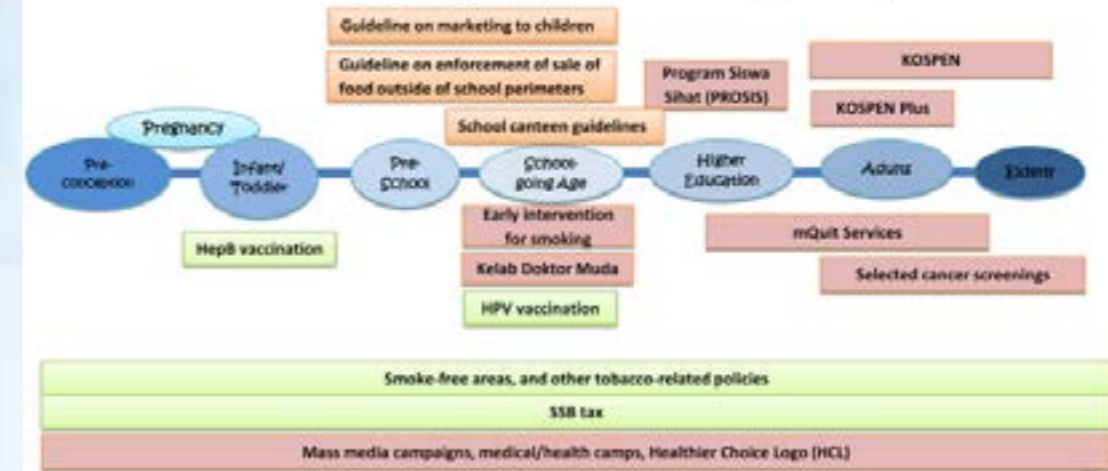 Guideline on marketing to children
Guideline on enforcement of sale of
food outside of school perimeters
Program Siswa
Sihat (PROSIS)
KOSPEN
KOSPEN Plus
School canteen guidelines
Pregnancy
Pre-
conception
Infant/
Toddler
Pre-
School
School-
going Age
Higher
Education
Adults
Elderly
Early intervention
for smoking
mQuit Services
HepB vaccination
Kelab Doktor Muda
Selected cancer screenings
HPV vaccination
Smoke-free areas, and other tobacco-related policies
SSB tax
Mass media campaigns, medical/health camps, Healthier Choice Logo (HCL)